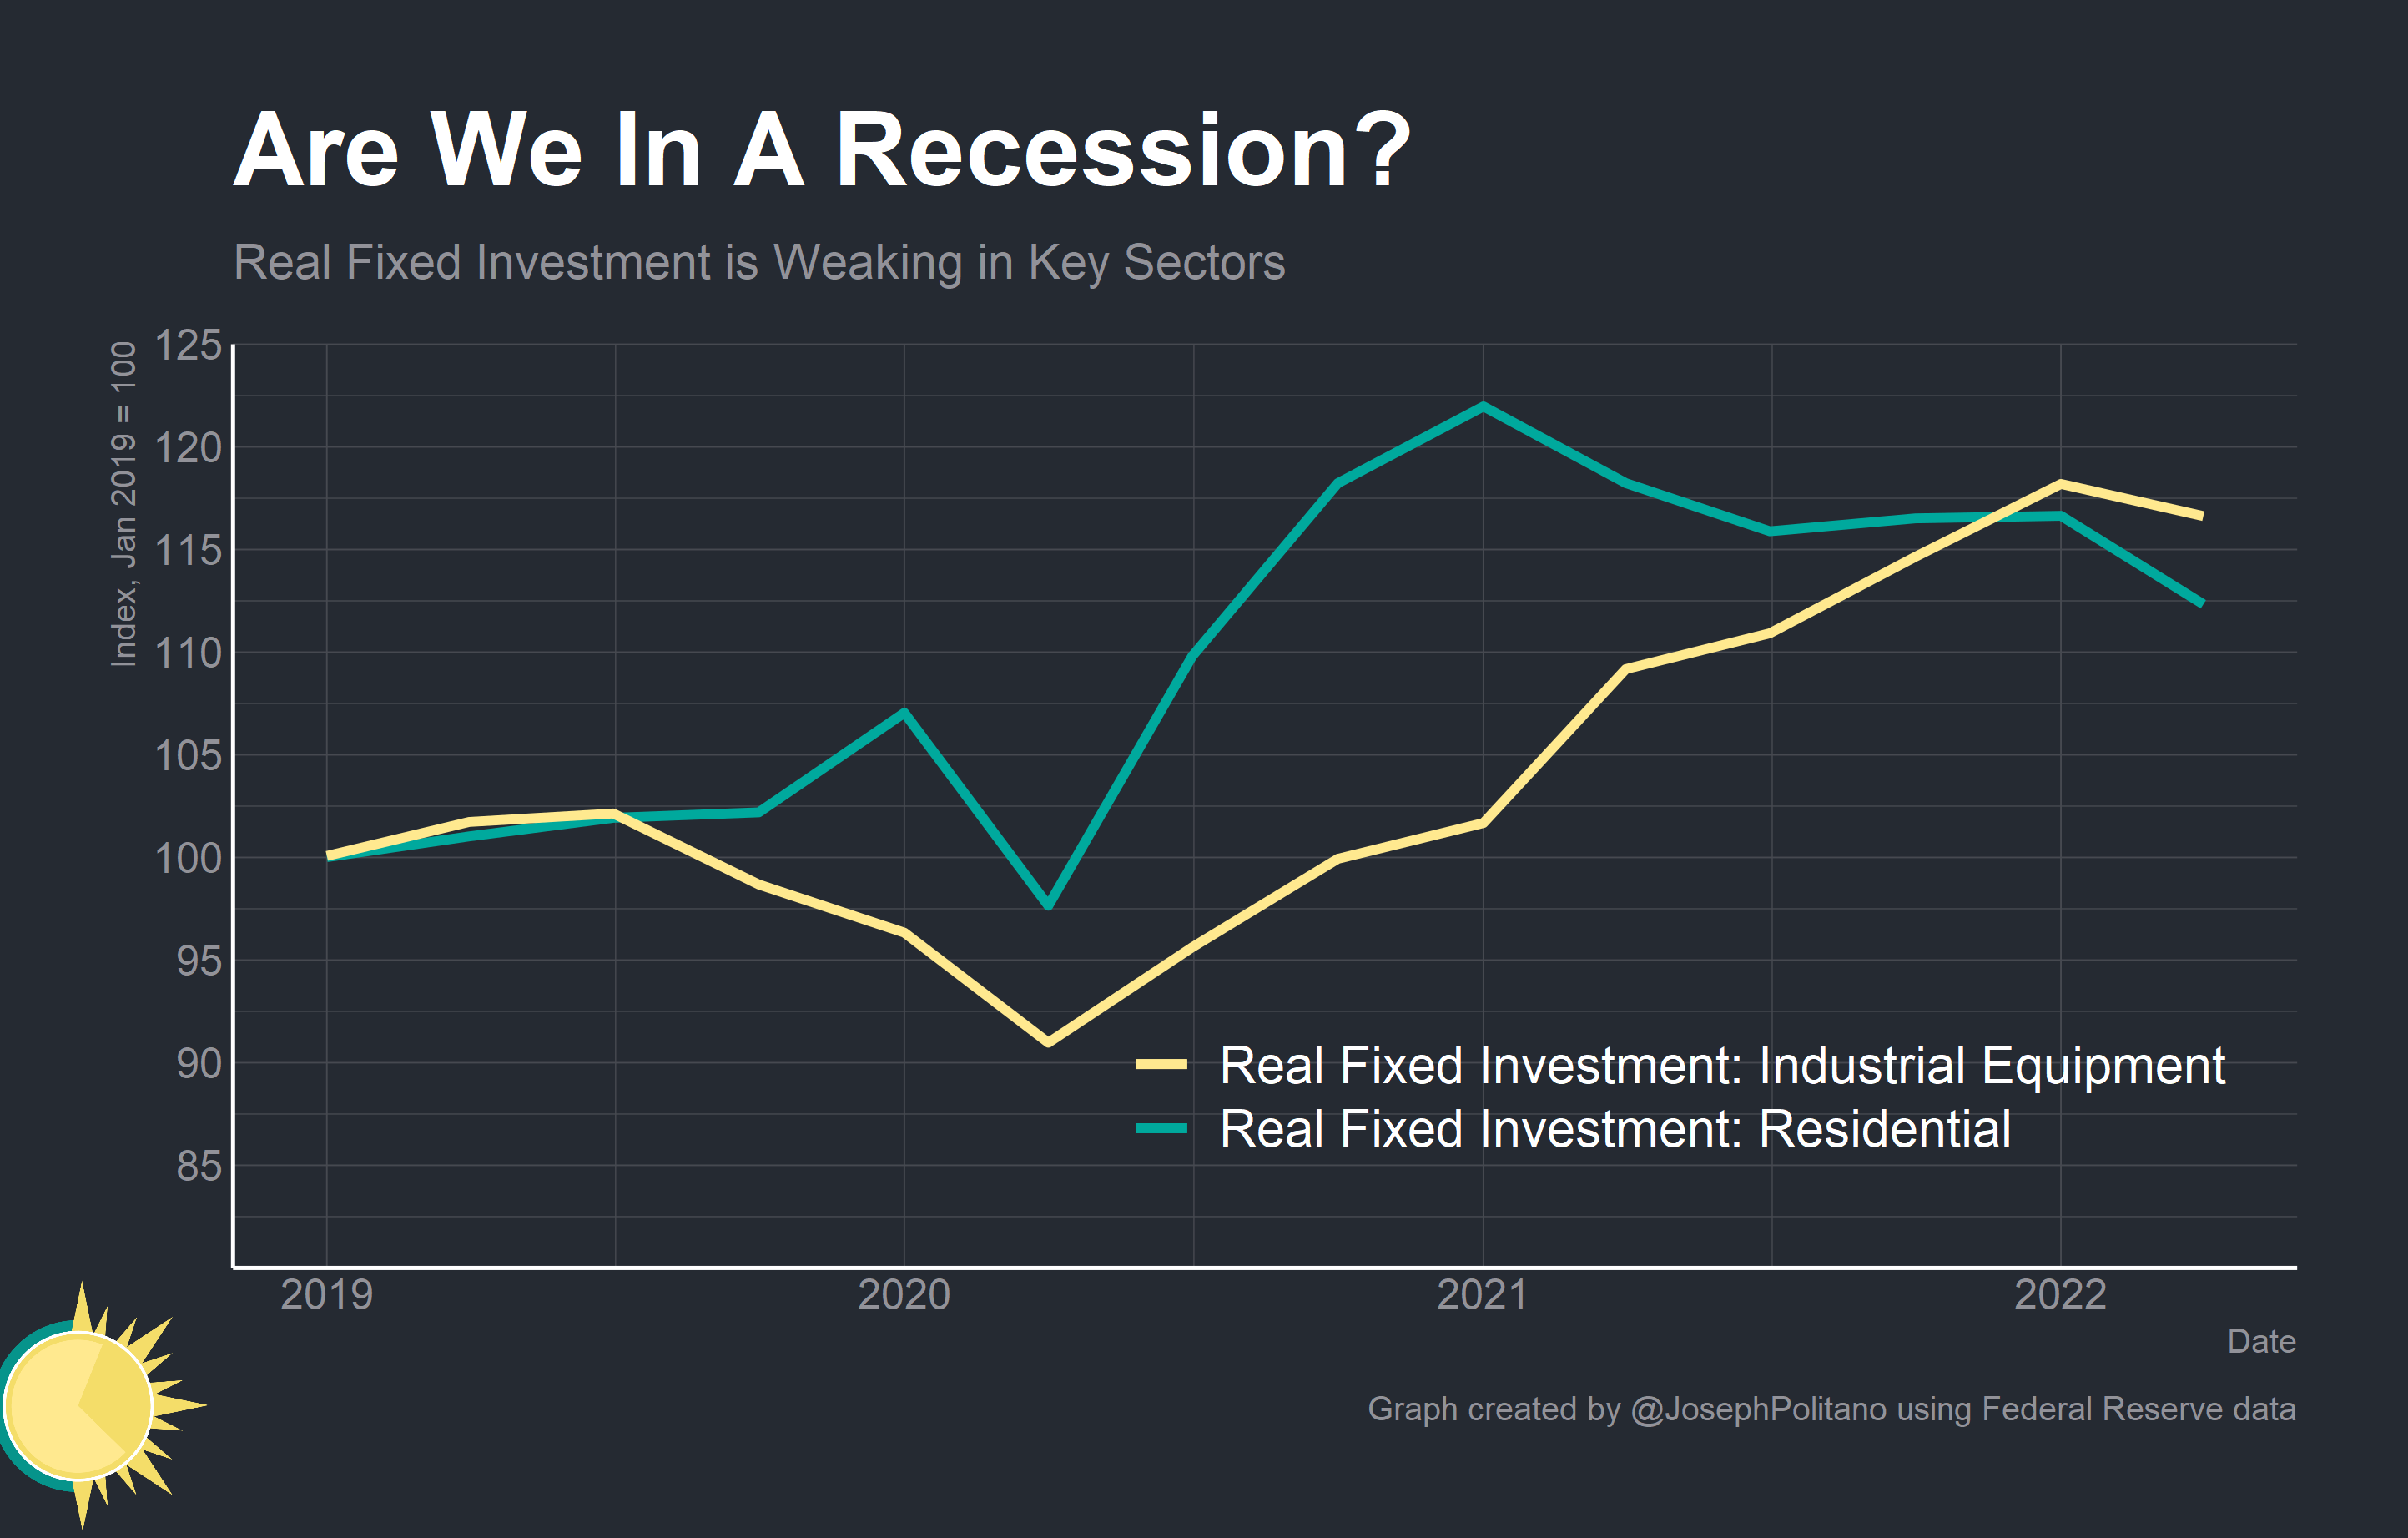 Are We In A Recession?
Real Fixed Investment is Weaking in Key Sectors
Index, Jan 2019 = 100
125
120
115
110
105
100
95
90
85
Real Fixed Investment: Industrial Equipment
Real Fixed Investment: Residential
2019 2020 2021 2022
Date
Graph created by @JosephPolitano using Federal Reserve data